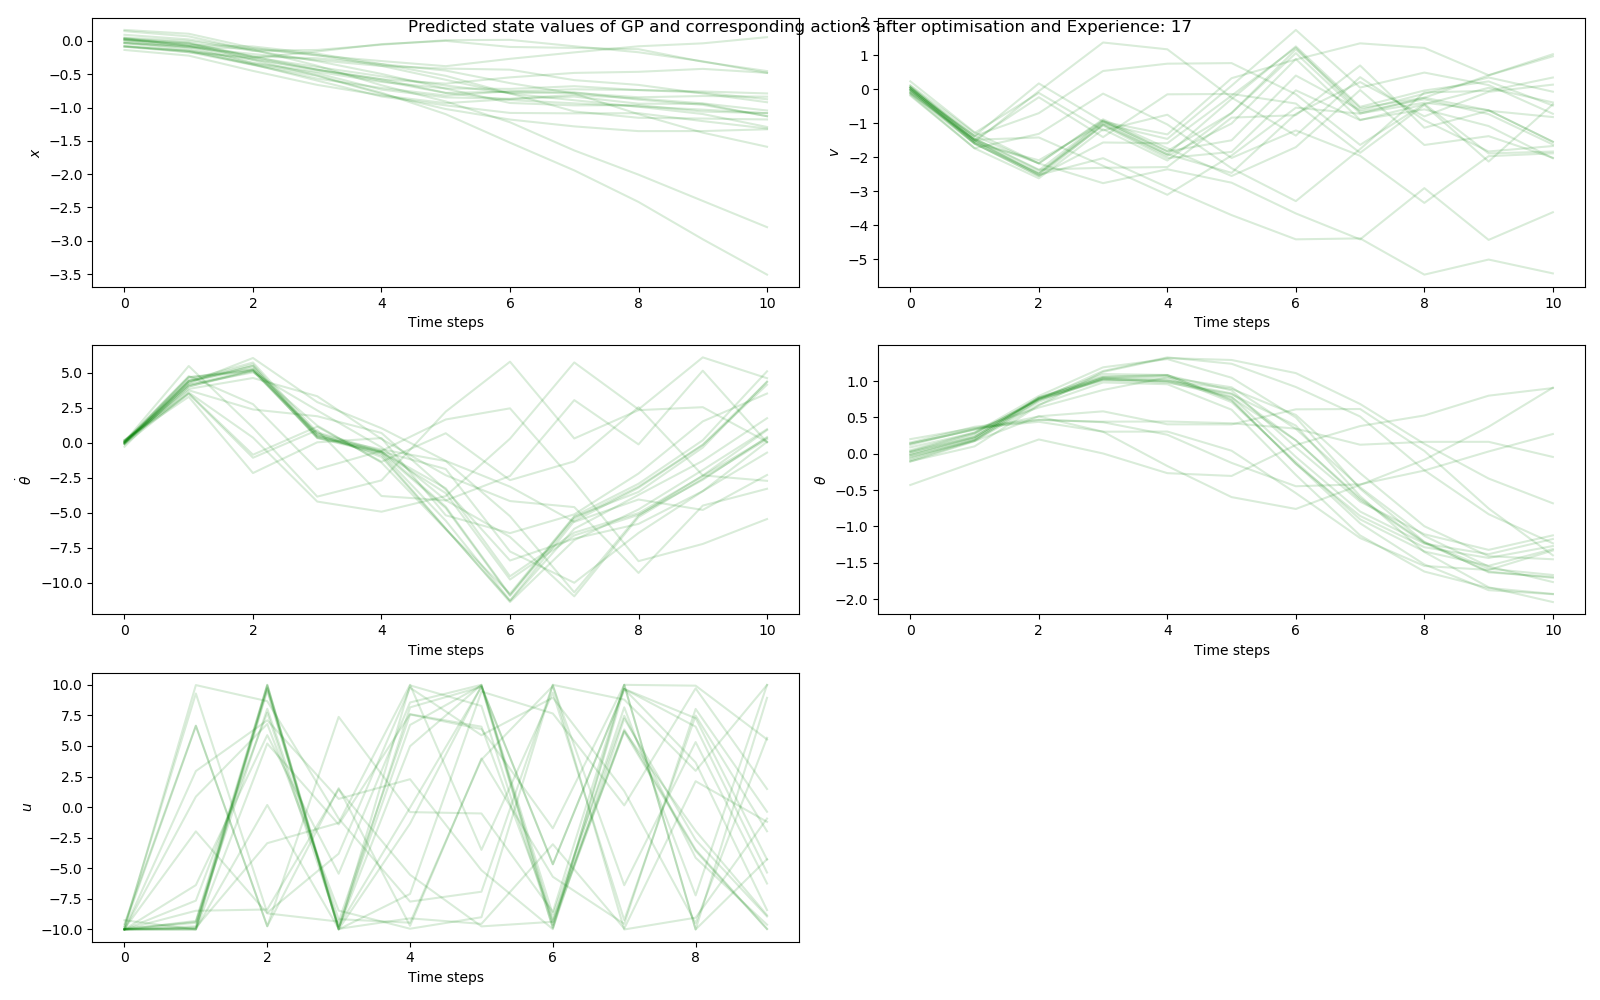 Predicted state values of GP and corresponding actions after optimisation and Experience: 17
0.0
−0.5
−1.0
−1.5
−2.0
−2.5
−3.0
−3.5
x
0 2 4 6 8 10
Time steps
2
1
0
−1
−2
−3
−4
−5
v
0 2 4 6 8 10
Time steps
5.0
2.5
0.0
−2.5
−5.0
−7.5
−10.0
θ̇
0 2 4 6 8 10
Time steps
1.0
0.5
0.0
−0.5
−1.0
−1.5
−2.0
θ
0 2 4 6 8 10
Time steps
10.0
7.5
5.0
2.5
0.0
−2.5
−5.0
−7.5
−10.0
u
0 2 4 6 8
Time steps